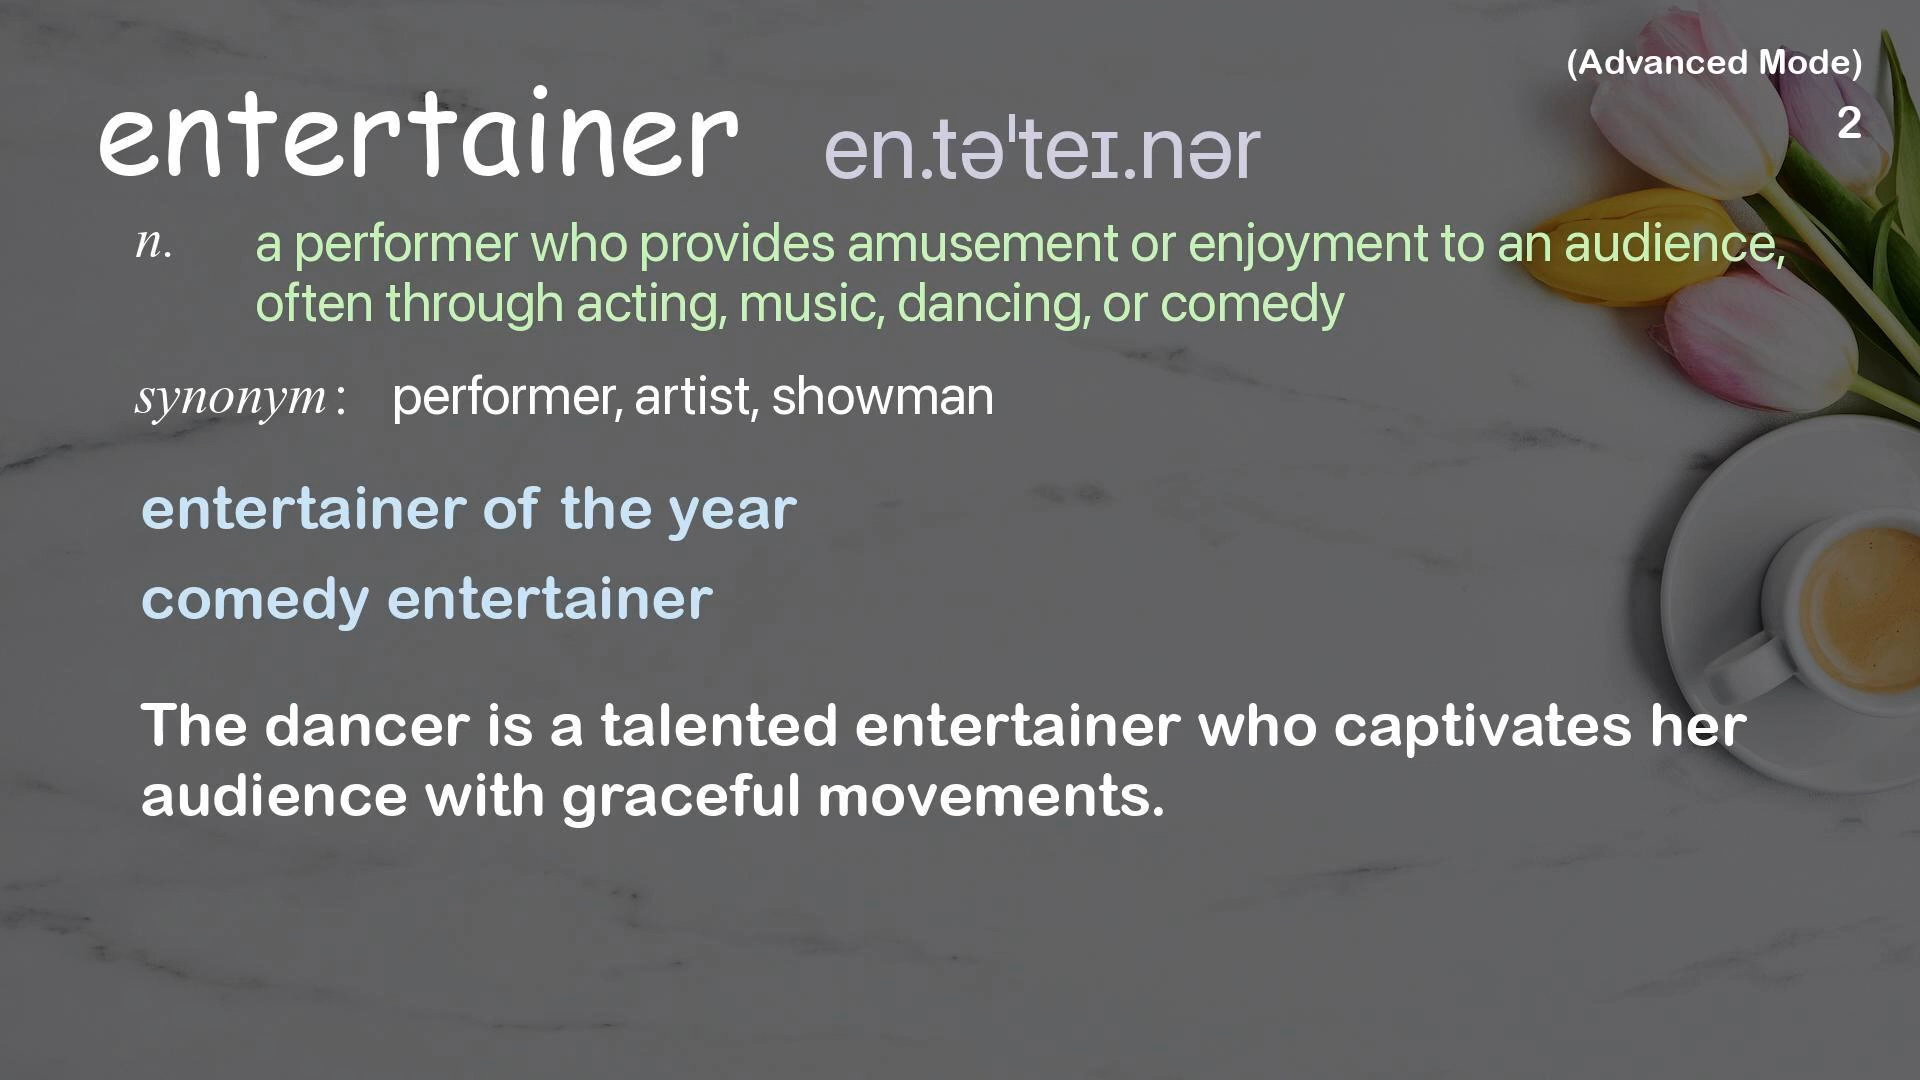 (Advanced Mode)
2
entertainer en.təˈteɪ.nər
n. a performer who provides amusement or enjoyment to an audience,
often through acting, music, dancing, or comedy
synonym: performer, artist, showman
entertainer of the year
comedy entertainer
The dancer is a talented entertainer who captivates her
audience with graceful movements.